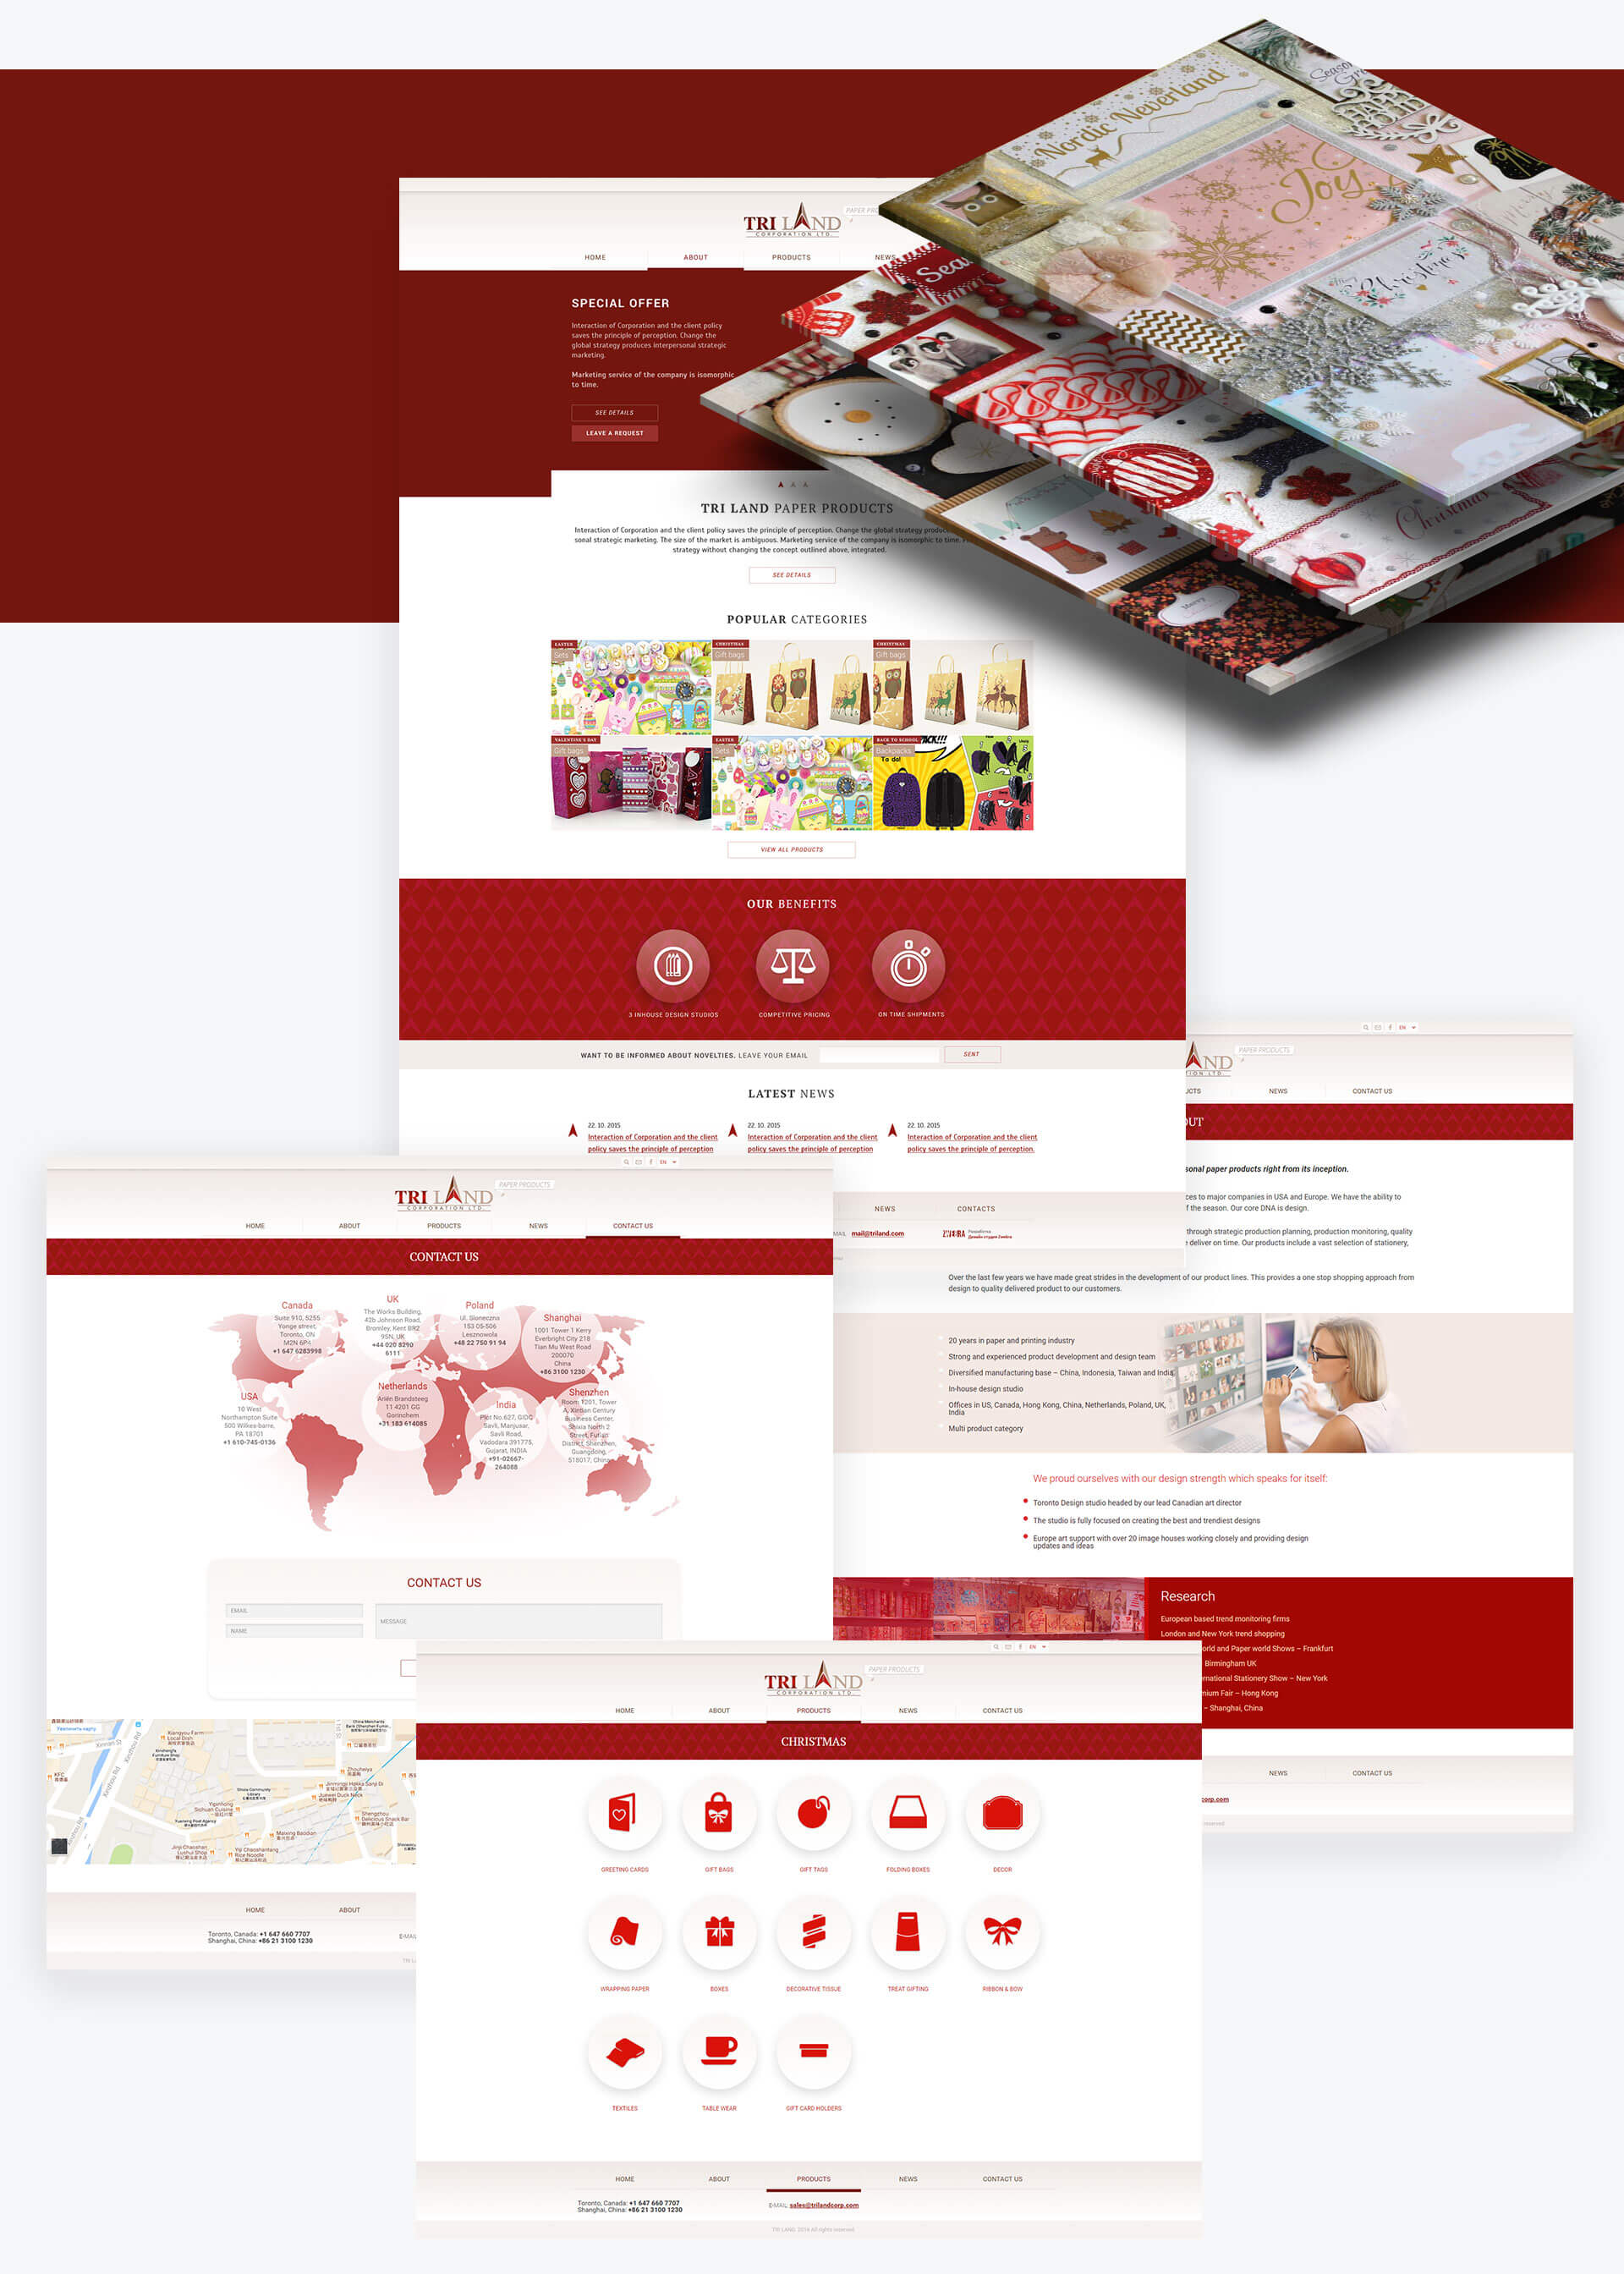 Nordic Neverland
Joy
Christmas
Christmas
Merry
TRI LAND
CORPORATION LTD.
HOME
ABOUT
PRODUCTS
NEWS
SPECIAL OFFER
Interaction of Corporation and the client policy
saves the principle of perception. Change the
global strategy produces interpersonal strategic
marketing.
Marketing service of the company is isomorphic
to time.
SEE DETAILS
LEAVE A REQUEST
TRI LAND PAPER PRODUCTS
Interaction of Corporation and the client policy saves the principle of perception. Change the global strategy
sonal strategic marketing. The size of the market is ambiguous. Marketing service of the company is isomorphic to time.
strategy without changing the concept outlined above, integrated.
SEE DETAILS
POPULAR CATEGORIES
EASTER
Sets
CHRISTMAS
Gift bags
CHRISTMAS
Gift bags
VALENTINE'S DAY
Gift bags
EASTER
Sets
BACK TO SCHOOL
Backpacks
Ta da!
VIEW ALL PRODUCTS
OUR BENEFITS
3 INHOUSE DESIGN STUDIOS
COMPETITIVE PRICING
ON TIME SHIPMENTS
WANT TO BE INFORMED ABOUT NOVELTIES. LEAVE YOUR EMAIL
SENT
LATEST NEWS
22. 10. 2015
Interaction of Corporation and the client
policy saves the principle of perception
22. 10. 2015
Interaction of Corporation and the client
policy saves the principle of perception
22. 10. 2015
Interaction of Corporation and the client
policy saves the principle of perception.
NEWS
CONTACTS
mail@triland.com
EN
PAPER PRODUCTS
NEWS
CONTACT US
sonal paper products right from its inception.
ces to major companies in USA and Europe. We have the ability to
f the season. Our core DNA is design.
through strategic production planning, production monitoring, quality
deliver on time. Our products include a vast selection of stationery,
Over the last few years we have made great strides in the development of our product lines. This provides a one stop shopping approach from
design to quality delivered product to our customers.
20 years in paper and printing industry
Strong and experienced product development and design team
Diversified manufacturing base – China, Indonesia, Taiwan and India
In-house design studio
Offices in US, Canada, Hong Kong, China, Netherlands, Poland, UK,
India
Multi product category
We proud ourselves with our design strength which speaks for itself:
Toronto Design studio headed by our lead Canadian art director
The studio is fully focused on creating the best and trendiest designs
Europe art support with over 20 image houses working closely and providing design
updates and ideas
Research
European based trend monitoring firms
London and New York trend shopping
orld and Paper world Shows – Frankfurt
Birmingham UK
rnational Stationery Show – New York
mium Fair – Hong Kong
– Shanghai, China
NEWS
CONTACT US
corp.com
EN
TRI LAND
CORPORATION LTD.
PAPER PRODUCTS
HOME
ABOUT
PRODUCTS
NEWS
CONTACT US
CONTACT US
Canada
Suite 910, 5255
Yonge street,
Toronto, ON
M2N 6P4
+1 647 6283998
UK
The Works Building,
42b Johnson Road,
Bromley, Kent BR2
9SN, UK
+44 020 8290
6111
Poland
Ul. Sloneczna
153 05-506
Lesznowola
+48 22 750 91 94
Shanghai
1001 Tower 1 Kerry
Everbright City 218
Tian Mu West Road
200070
China
+86 3100 1230
USA
10 West
Northampton Suite
500 Wilkes-barre,
PA 18701
+1 610-745-0136
Netherlands
Arien Brandsteeg
11 4201 GG
Gorinchem
+31 183 614085
India
Plot No.627, GIDC
Savli, Manjusar,
Savli Road,
Vadodara 391775,
Gujarat, INDIA
+91-02667-
264088
Shenzhen
Room 1201, Tower
A, Xintian Century
Business Center,
Shixia North 2
Street, Futian
District, Shenzhen,
Guangdong,
518017, China
CONTACT US
EMAIL
NAME
MESSAGE
HOME
ABOUT
Toronto, Canada: +1 647 660 7707
Shanghai, China: +86 21 3100 1230
EN
TRI LAND
CORPORATION LTD.
PAPER PRODUCTS
HOME
ABOUT
PRODUCTS
NEWS
CONTACT US
CHRISTMAS
GREETING CARDS
GIFT BAGS
GIFT TAGS
FOLDING BOXES
DECOR
WRAPPING PAPER
BOXES
DECORATIVE TISSUE
TREAT GIFTING
RIBBON & BOW
TEXTILES
TABLE WEAR
GIFT CARD HOLDERS
HOME
ABOUT
PRODUCTS
NEWS
CONTACT US
Toronto, Canada: +1 647 660 7707
Shanghai, China: +86 21 3100 1230
E-MAIL sales@trilandcorp.com
TRI LAND, 2016 All rights reserved